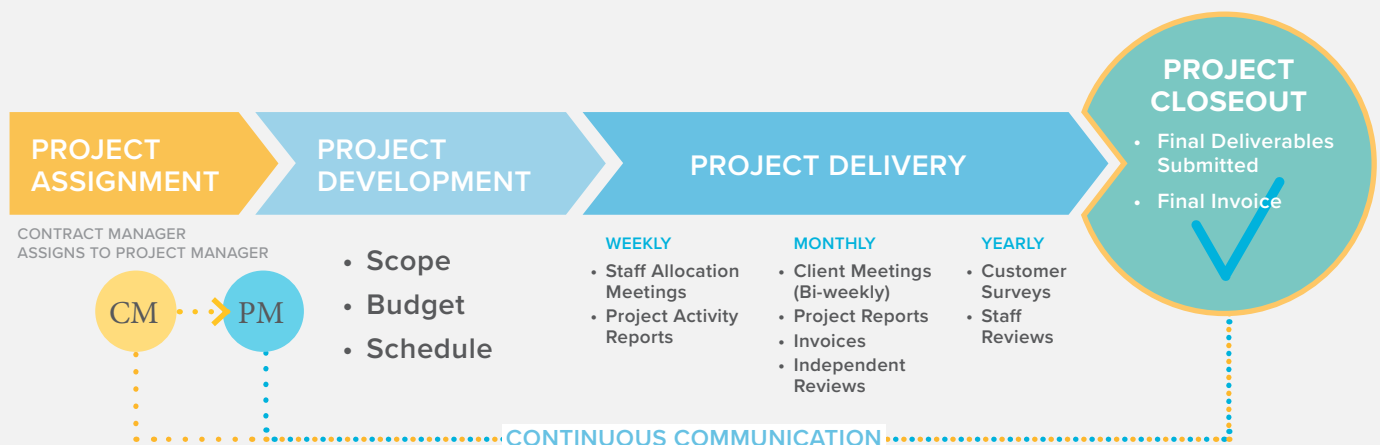 PROJECT
ASSIGNMENT
CONTRACT MANAGER
ASSIGNS TO PROJECT MANAGER
CM
PM
PROJECT
DEVELOPMENT
• Scope
• Budget
• Schedule
PROJECT DELIVERY
WEEKLY
• Staff Allocation
Meetings
• Project Activity
Reports
MONTHLY
• Client Meetings
(Bi-weekly)
• Project Reports
• Invoices
• Independent
Reviews
YEARLY
• Customer
Surveys
• Staff
Reviews
PROJECT
CLOSEOUT
• Final Deliverables
Submitted
• Final Invoice
CONTINUOUS COMMUNICATION